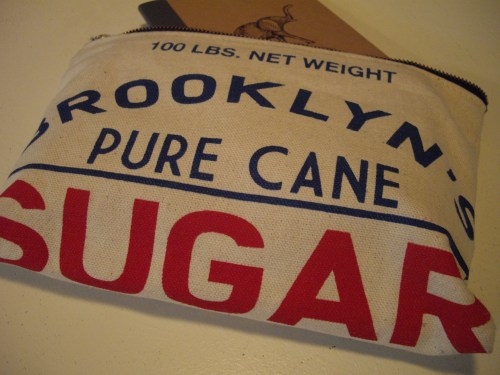 100 LBS. NET WEIGHT
BROOKLYN'S
PURE CANE
SUGAR